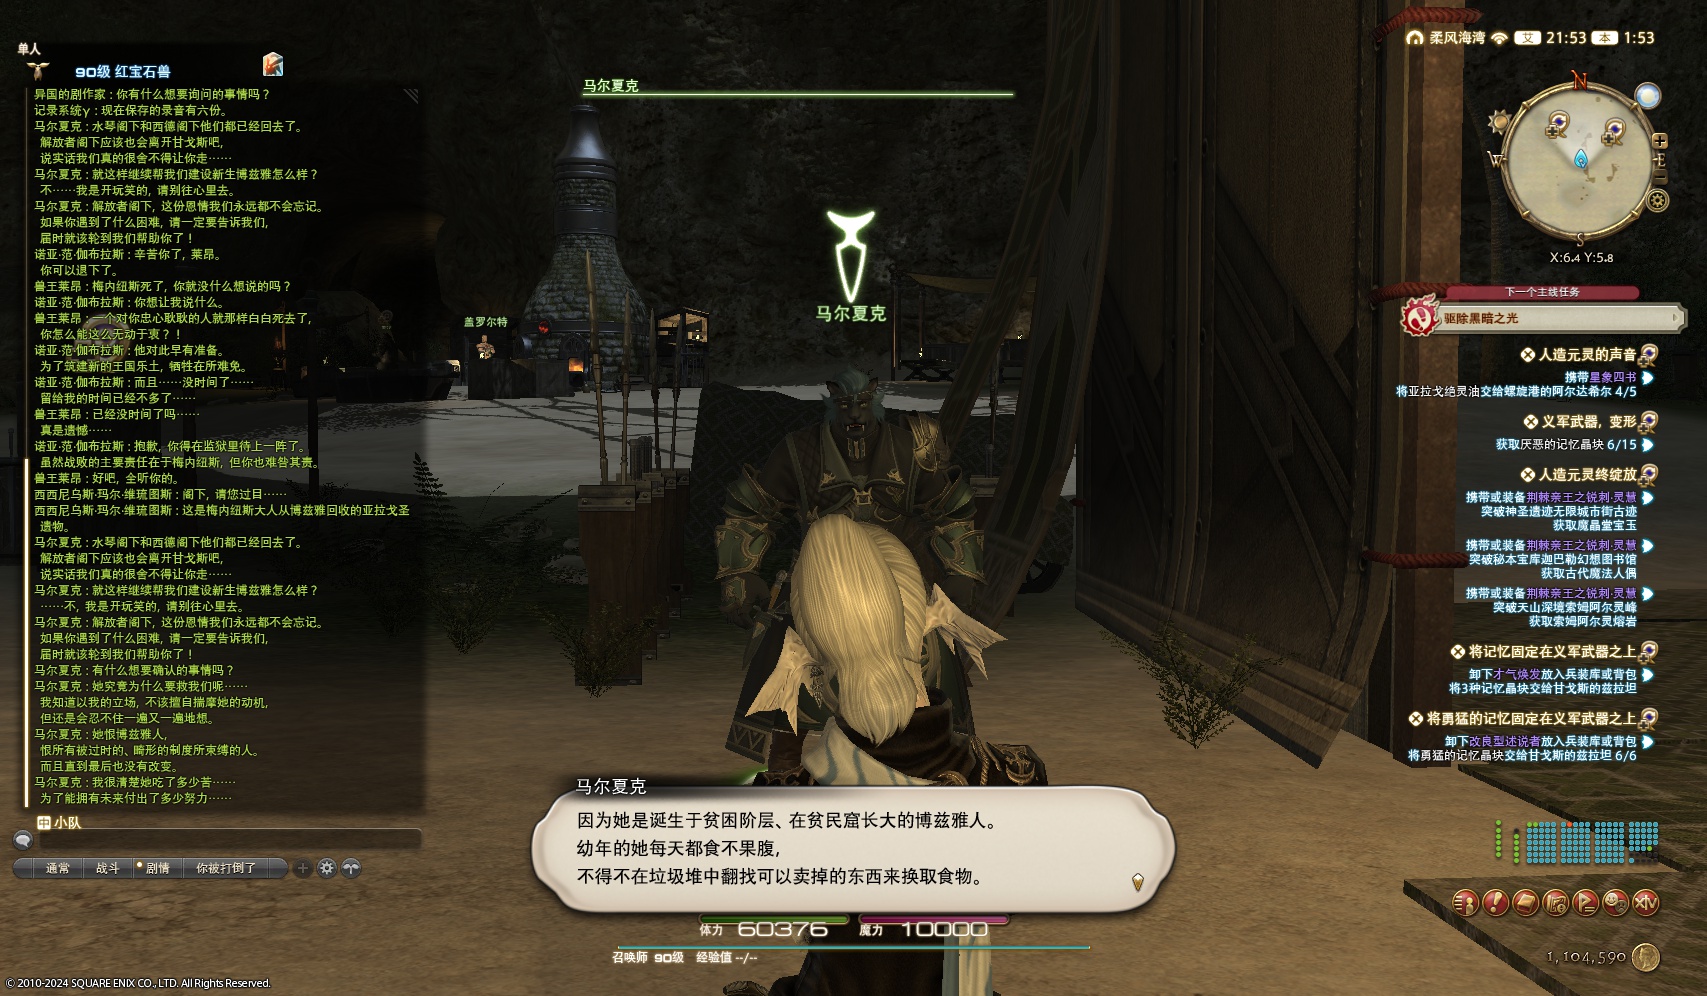 单人
90级 红宝石兽
异国的剧作家：你有什么想要询问的事情吗？
记录系统γ：现在保存的录音有六份。
马尔夏克：水琴阁下和西德阁下他们都已经回去了。
解放者阁下应该也会离开甘戈斯吧，
说实话我们真的很舍不得让你走……
马尔夏克：就这样继续帮我们建设新生博兹雅怎么样？
不……我是开玩笑的，请别往心里去。
马尔夏克：解放者阁下，这份恩情我们永远都不会忘记。
如果你遇到了什么困难，请一定要告诉我们，
届时就该轮到我们帮助你了！
诺亚·范·伽布拉斯：辛苦你了，莱昂。
你可以退下了。
兽王莱昂：梅内纽斯死了，你就没什么想说的吗？
诺亚·范·伽布拉斯：你想让我说什么。
兽王莱昂：一个对你忠心耿耿的人就那样白白死去了，
你怎么能这么无动于衷？！
诺亚·范·伽布拉斯：他对此早有准备。
为了筑建新的王国乐土，牺牲在所难免。
诺亚·范·伽布拉斯：而且……没时间了……
留给我的时间已经不多了……
兽王莱昂：已经没时间了吗……
真是遗憾……
诺亚·范·伽布拉斯：抱歉，你得在监狱里待上一阵了。
虽然战败的主要责任在于梅内纽斯，但你也难咎其责。
兽王莱昂：好吧，全听你的。
西西尼乌斯·玛尔·维琉图斯：阁下，请您过目……
西西尼乌斯·玛尔·维琉图斯：这是梅内纽斯大人从博兹雅回收的亚拉戈圣
遗物。
马尔夏克：水琴阁下和西德阁下他们都已经回去了。
解放者阁下应该也会离开甘戈斯吧，
说实话我们真的很舍不得让你走……
马尔夏克：就这样继续帮我们建设新生博兹雅怎么样？
……不，我是开玩笑的，请别往心里去。
马尔夏克：解放者阁下，这份恩情我们永远都不会忘记。
如果你遇到了什么困难，请一定要告诉我们，
届时就该轮到我们帮助你了！
马尔夏克：有什么想要确认的事情吗？
马尔夏克：她究竟为什么要救我们呢……
我知道以我的立场，不该擅自揣摩她的动机，
但还是会忍不住一遍又一遍地想。
马尔夏克：她恨博兹雅人，
恨所有被过时的、畸形的制度所束缚的人。
而且直到最后也没有改变。
马尔夏克：我很清楚她吃了多少苦……
为了能拥有未来付出了多少努力……
小队
通常 战斗 剧情 你被打倒了
马尔夏克
盖罗尔特
马尔夏克
马尔夏克
因为她是诞生于贫困阶层、在贫民窟长大的博兹雅人。
幼年的她每天都食不果腹，
不得不在垃圾堆中翻找可以卖掉的东西来换取食物。
体力 60376 魔力 10000
召唤师 90级 经验值 --/--
柔风海湾 艾 21:53 本 1:53
N
W E
S
X:6.4 Y:5.8
下一个主线任务
驱除黑暗之光
人造元灵的声音
携带星象四书
将亚拉戈绝灵油交给螺旋港的阿尔达希尔 4/5
义军武器，变形
获取厌恶的记忆晶块 6/15
人造元灵终绽放
携带或装备荆棘亲王之锐刺·灵慧
突破神圣遗迹无限城市街古迹
获取魔晶堂宝玉
携带或装备荆棘亲王之锐刺·灵慧
突破秘本宝库迦巴勒幻想图书馆
获取古代魔法人偶
携带或装备荆棘亲王之锐刺·灵慧
突破天山深境索姆阿尔灵峰
获取索姆阿尔灵熔岩
将记忆固定在义军武器之上
卸下才气焕发放入兵装库或背包
将3种记忆晶块交给甘戈斯的兹拉坦
将勇猛的记忆固定在义军武器之上
卸下改良型述说者放入兵装库或背包
将勇猛的记忆晶块交给甘戈斯的兹拉坦 6/6
XIV
1,104,590
© 2010-2024 SQUARE ENIX CO., LTD. All Rights Reserved.